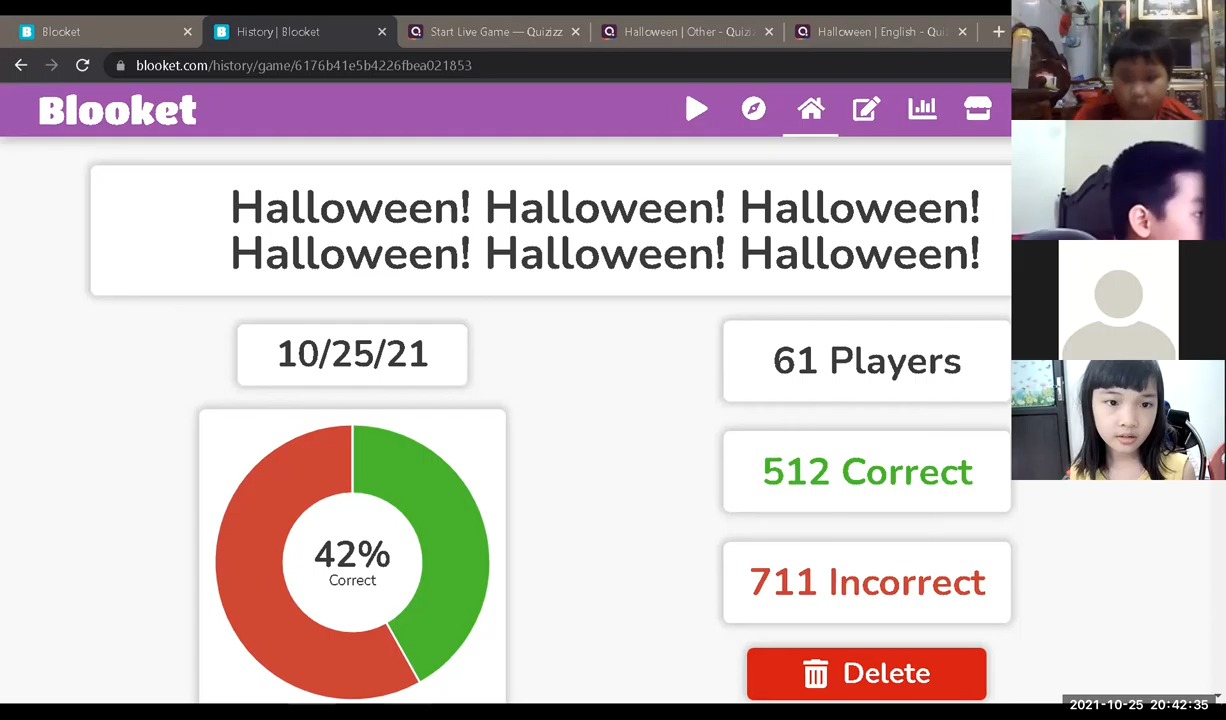 Blooket
History | Blooket
Start Live Game — Quizizz
Halloween | Other - Quiz
Halloween | English - Qui
blooket.com/history/game/6176b41e5b4226fbea021853
Blooket
Halloween! Halloween! Halloween!
Halloween! Halloween! Halloween!
10/25/21
61 Players
512 Correct
42%
Correct
711 Incorrect
Delete
2021-10-25 20:42:35